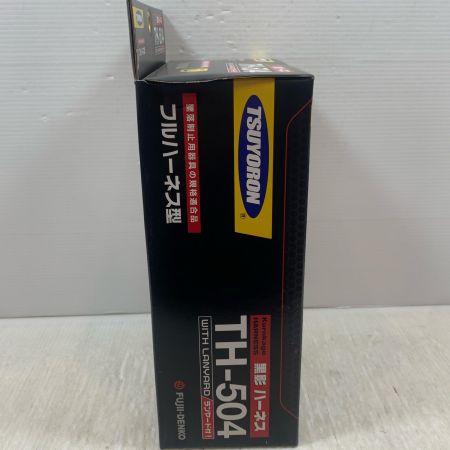 TSUYORON®
墜落制止用器具の規格適合品
フルハーネス型
Kurokage
HARNESS
黒影 ハーネス
TH-504
WITH LANYARD/ランヤード付!
FUJII-DENKO